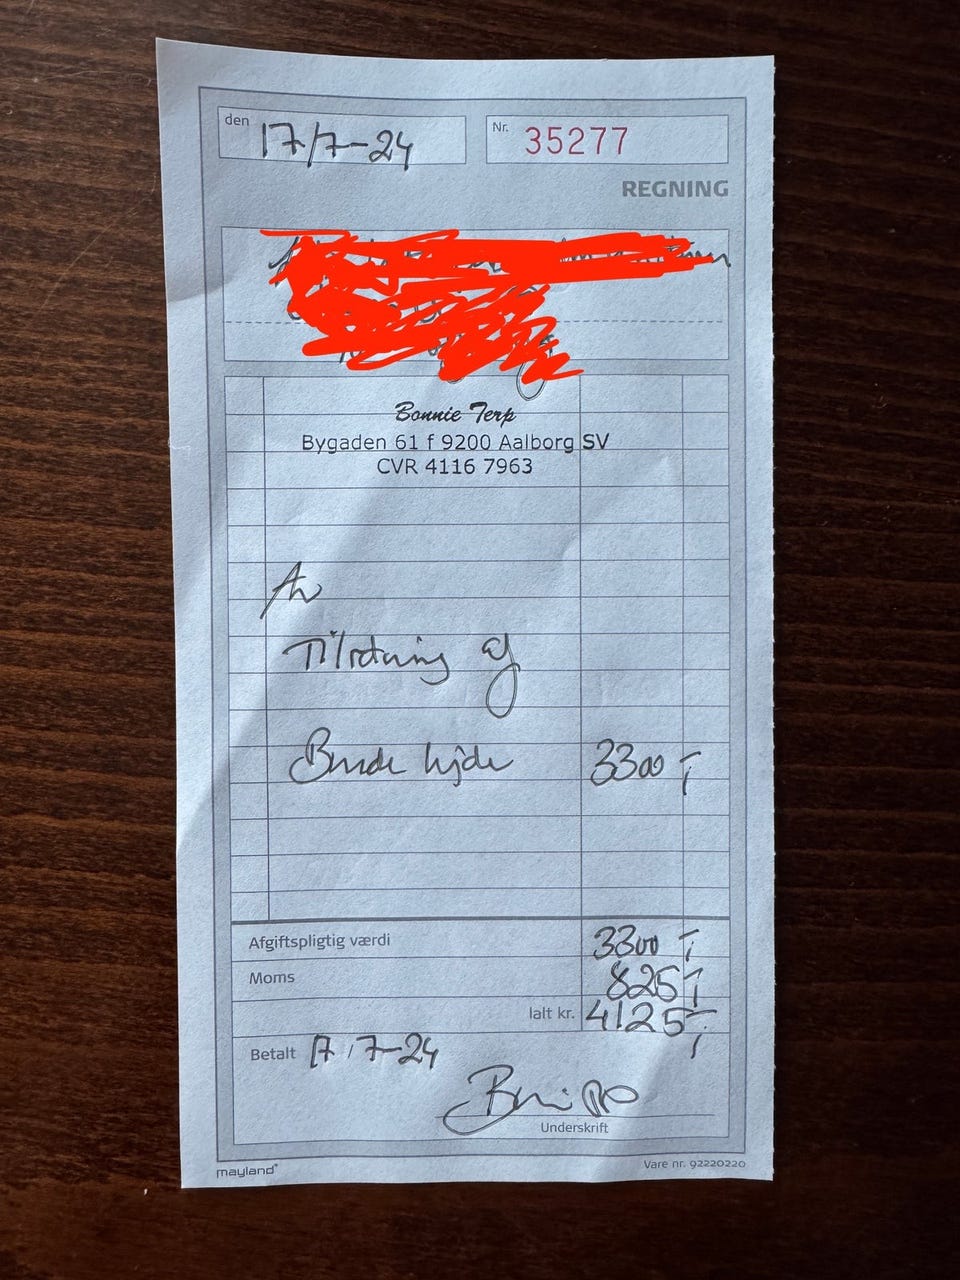 den 17/7-24
Nr. 35277
REGNING
Bonnie Terp
Bygaden 61 f 9200 Aalborg SV
CVR 4116 7963
Tilretning af
Brude kjole 3300,-
Afgiftspligtig værdi 3300,-
Moms 825,-
Ialt kr. 4125,-
Betalt 17/7-24
Underskrift
mayland Vare nr. 92220220